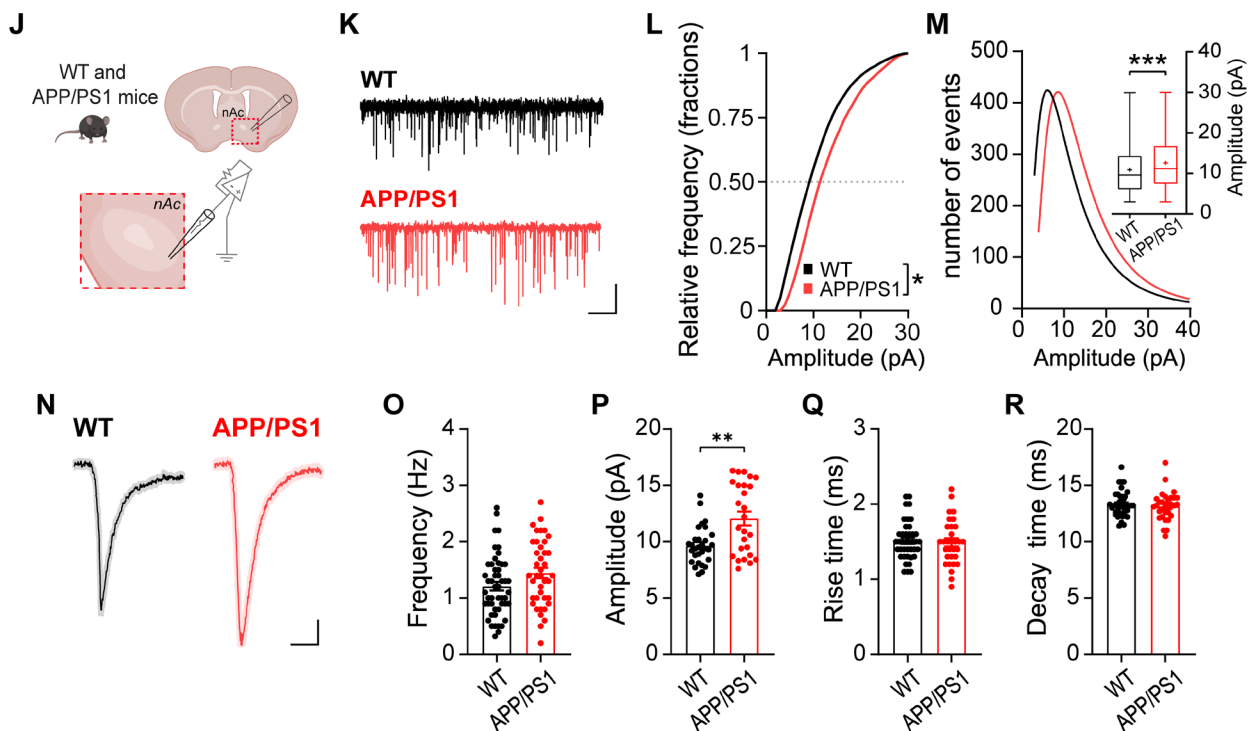 J
WT and
APP/PS1 mice
nAc
nAc
- +
K
WT
APP/PS1
L
Relative frequency (fractions)
1
0.75
0.50
0.25
0
WT
APP/PS1
*
0 10 20 30
Amplitude (pA)
M
number of events
500
400
300
200
100
0
0 10 20 30 40
Amplitude (pA)
***
40
30
20
10
0
Amplitude (pA)
WT
APP/PS1
N
WT
APP/PS1
O
Frequency (Hz)
4
3
2
1
0
WT
APP/PS1
P
Amplitude (pA)
20
15
10
5
0
**
WT
APP/PS1
Q
Rise time (ms)
3
2
1
0
WT
APP/PS1
R
Decay time (ms)
20
15
10
5
0
WT
APP/PS1